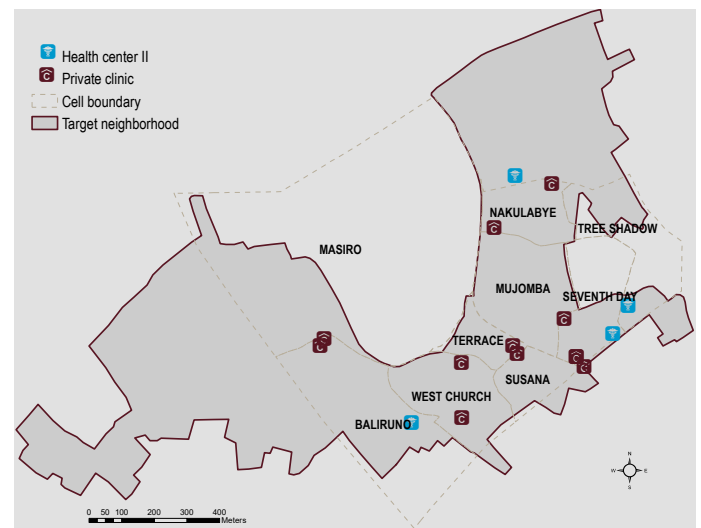 Health center II
C Private clinic
Cell boundary
Target neighborhood
C
NAKULABYE
C
TREE SHADOW
MASIRO
MUJOMBA
SEVENTH DAY
C
TERRACE
C
C
C
C
C
C
C
SUSANA
WEST CHURCH
C
BALIRUNO
N
W E
S
0 50 100 200 300 400
Meters